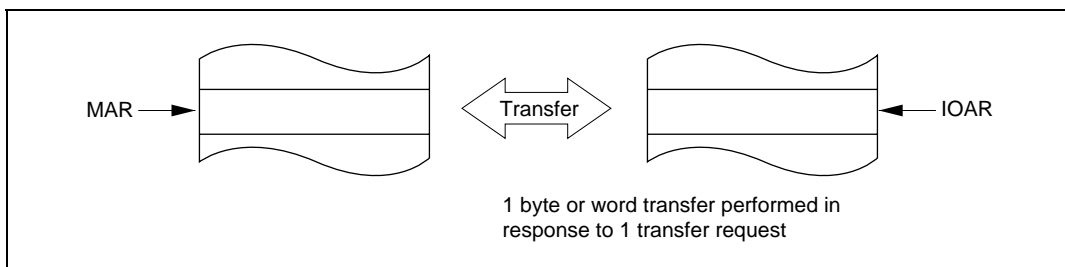 MAR
Transfer
IOAR
1 byte or word transfer performed in
response to 1 transfer request